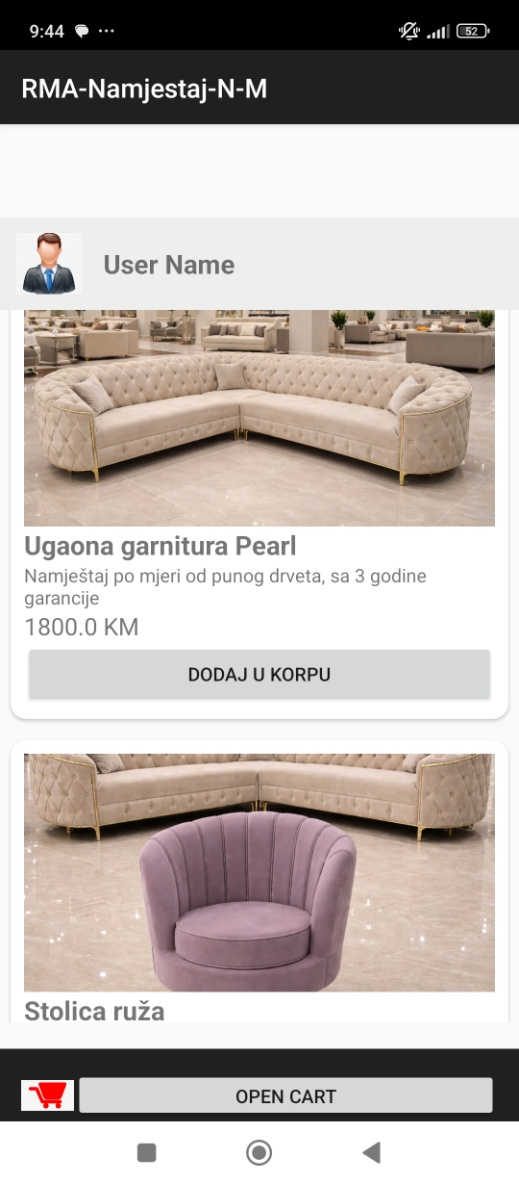 9:44
52
RMA-Namjestaj-N-M
User Name
Ugaona garnitura Pearl
Namještaj po mjeri od punog drveta, sa 3 godine
garancije
1800.0 KM
DODAJ U KORPU
Stolica ruža
OPEN CART